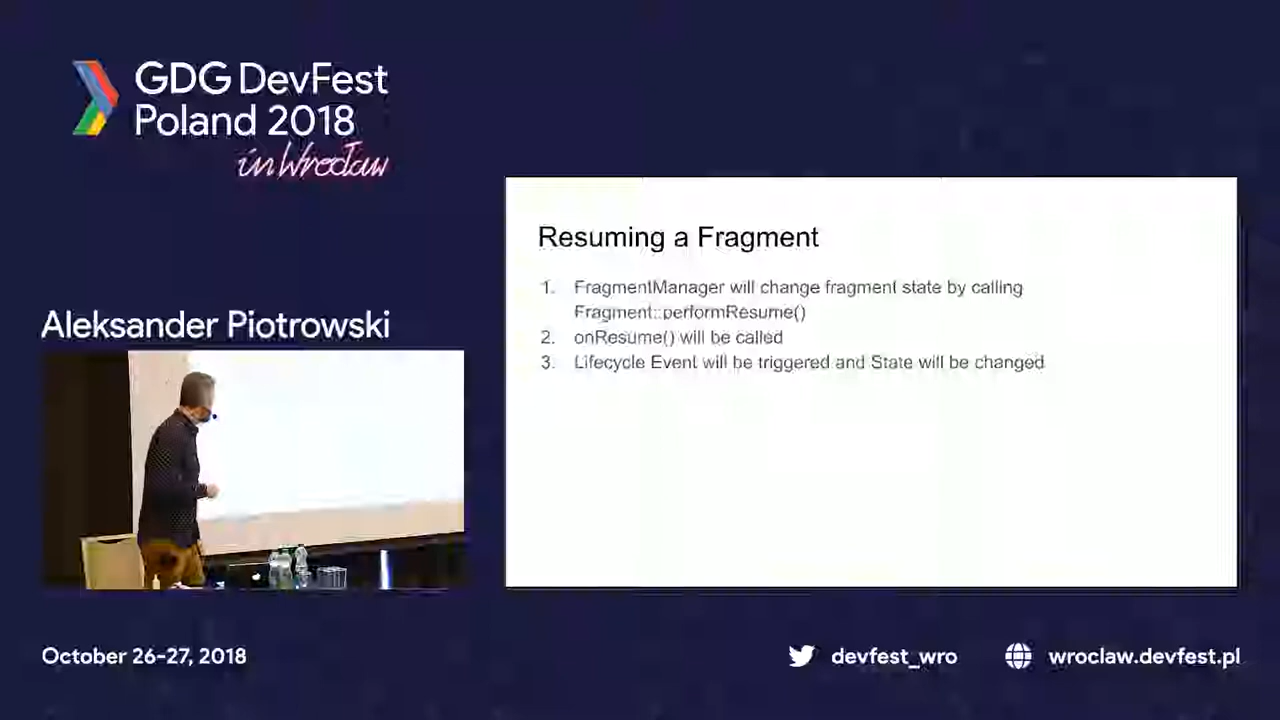 GDG DevFest
Poland 2018
in Wrocław
Resuming a Fragment
1. FragmentManager will change fragment state by calling
Fragment::performResume()
2. onResume() will be called
3. Lifecycle Event will be triggered and State will be changed
Aleksander Piotrowski
October 26-27, 2018
devfest_wro
wroclaw.devfest.pl